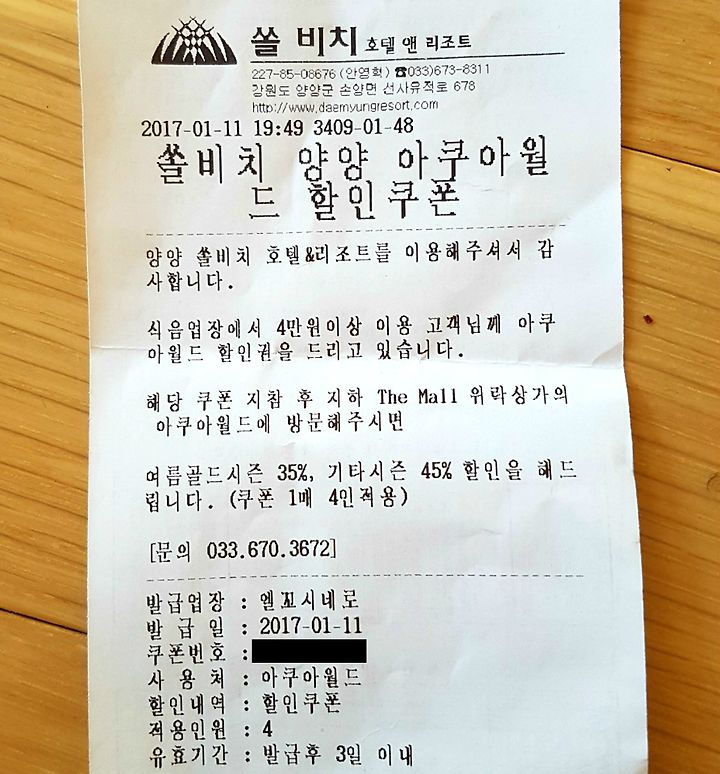 쏠 비치 호텔 앤 리조트
227-85-08676 (안영혁) ☎033)673-8311
강원도 양양군 손양면 선사유적로 678
http://www.daemyungresort.com
2017-01-11 19:49 3409-01-48
쏠비치 양양 아쿠아월
드 할인쿠폰
양양 쏠비치 호텔&리조트를 이용해주셔서 감
사합니다.
식음업장에서 4만원이상 이용 고객님께 아쿠
아월드 할인권을 드리고 있습니다.
해당 쿠폰 지참 후 지하 The Mall 위락상가의
아쿠아월드에 방문해주시면
여름골드시즌 35%, 기타시즌 45% 할인을 해드
립니다. (쿠폰 1매 4인적용)
[문의 033.670.3672]
발급업장 : 엘꼬시네로
발 급 일 : 2017-01-11
쿠폰번호 :
사 용 처 : 아쿠아월드
할인내역 : 할인쿠폰
적용인원 : 4
유효기간 : 발급후 3일 이내